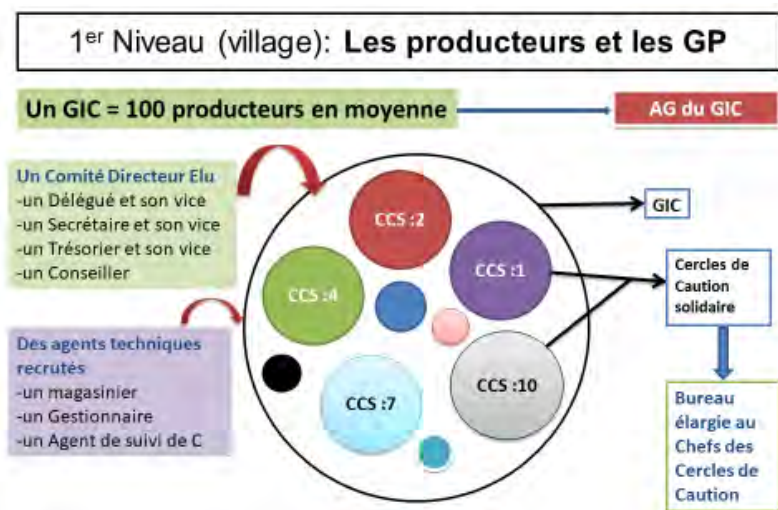 1er Niveau (village): Les producteurs et les GP
Un GIC = 100 producteurs en moyenne
AG du GIC
Un Comité Directeur Elu
-un Délégué et son vice
-un Secrétaire et son vice
-un Trésorier et son vice
-un Conseiller
Des agents techniques
recrutés
-un magasinier
-un Gestionnaire
-un Agent de suivi de C
CCS :2
CCS :1
CCS :4
CCS :7
CCS :10
GIC
Cercles de
Caution
solidaire
Bureau
élargie au
Chefs des
Cercles de
Caution